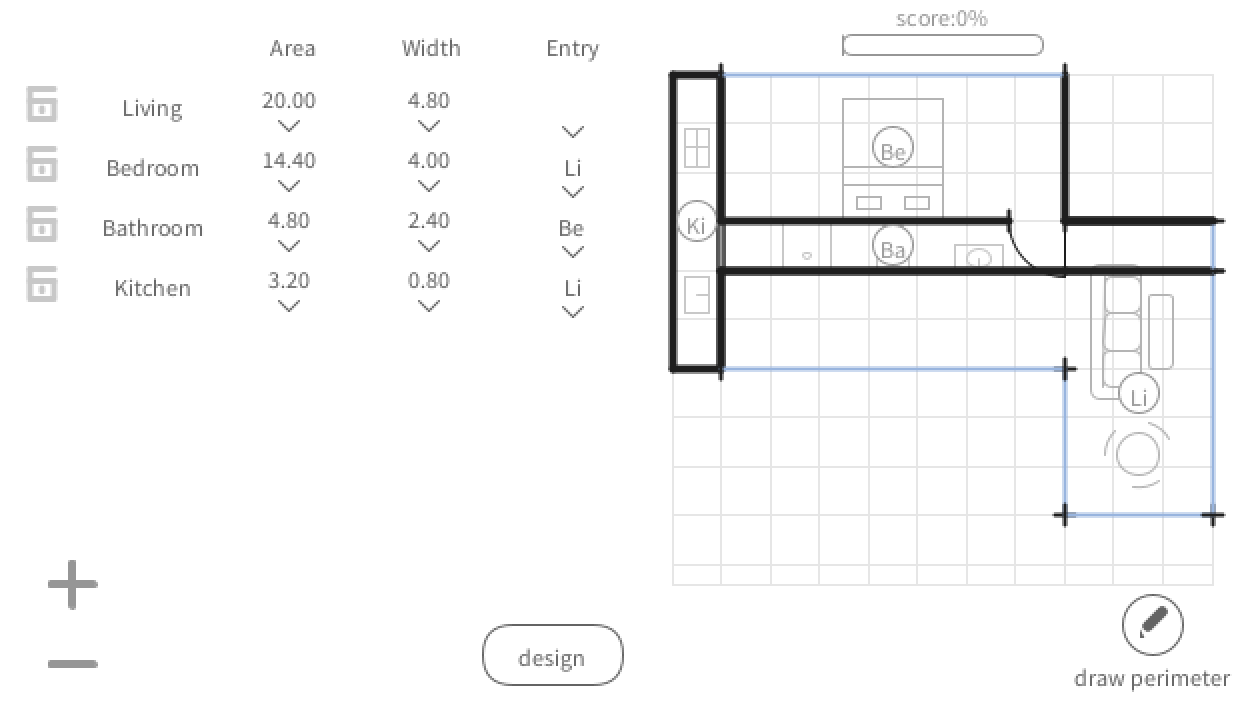 score:0%
Area Width Entry
Living 20.00 4.80
Bedroom 14.40 4.00 Li
Bathroom 4.80 2.40 Be
Kitchen 3.20 0.80 Li
Be
Ki
Ba
Li
design
draw perimeter